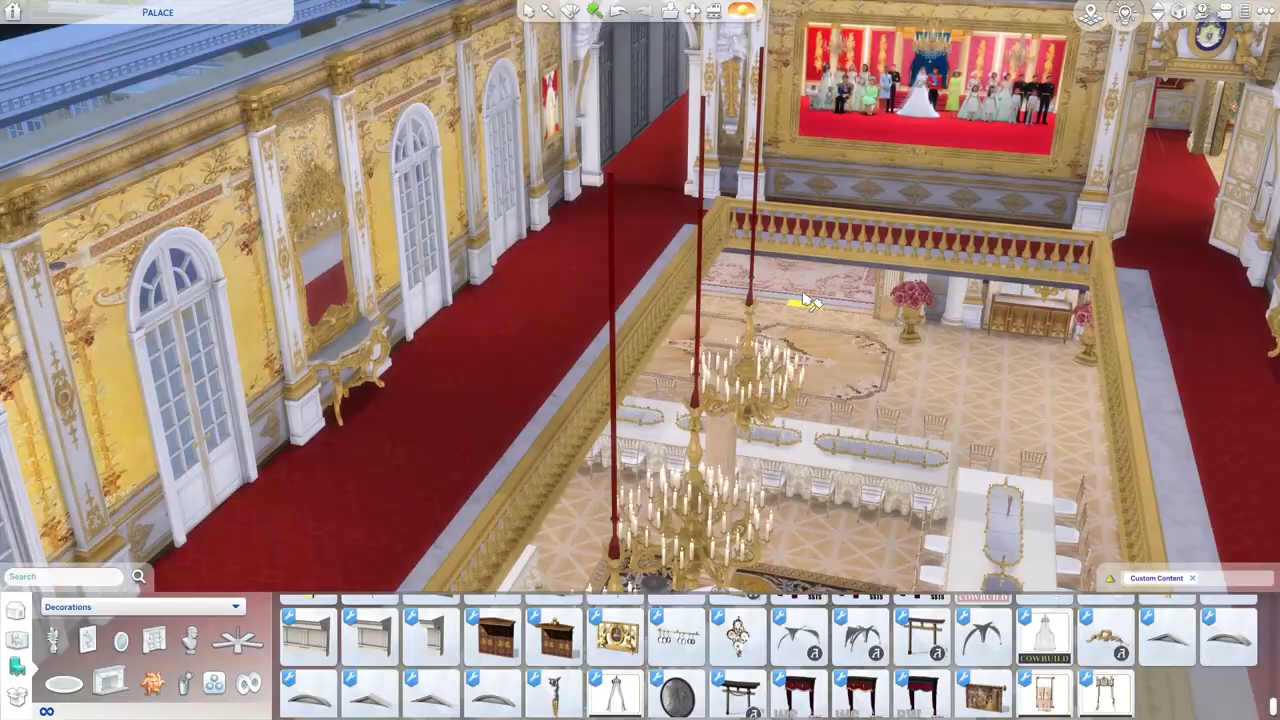 PALACE
Search
Custom Content
Decorations
COWBUILD
COWBUILD